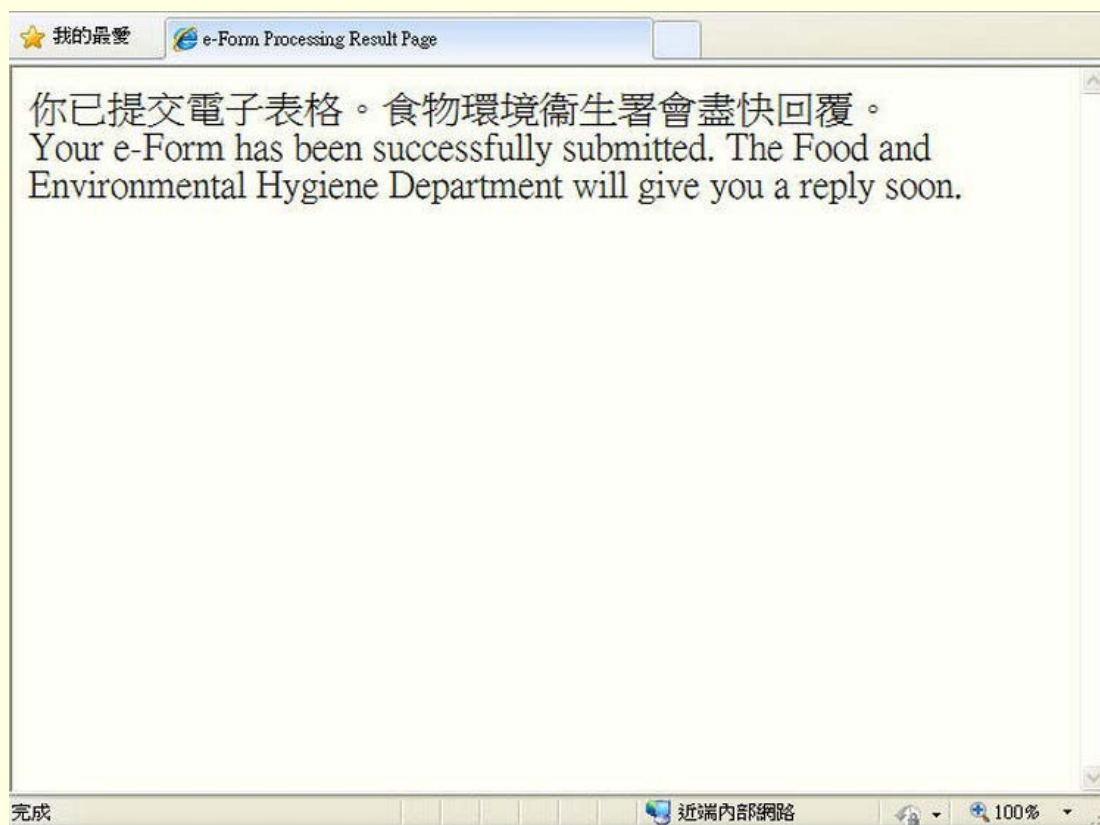 我的最愛
e-Form Processing Result Page
你已提交電子表格。食物環境衞生署會盡快回覆。
Your e-Form has been successfully submitted. The Food and
Environmental Hygiene Department will give you a reply soon.
完成
近端內部網路
100%